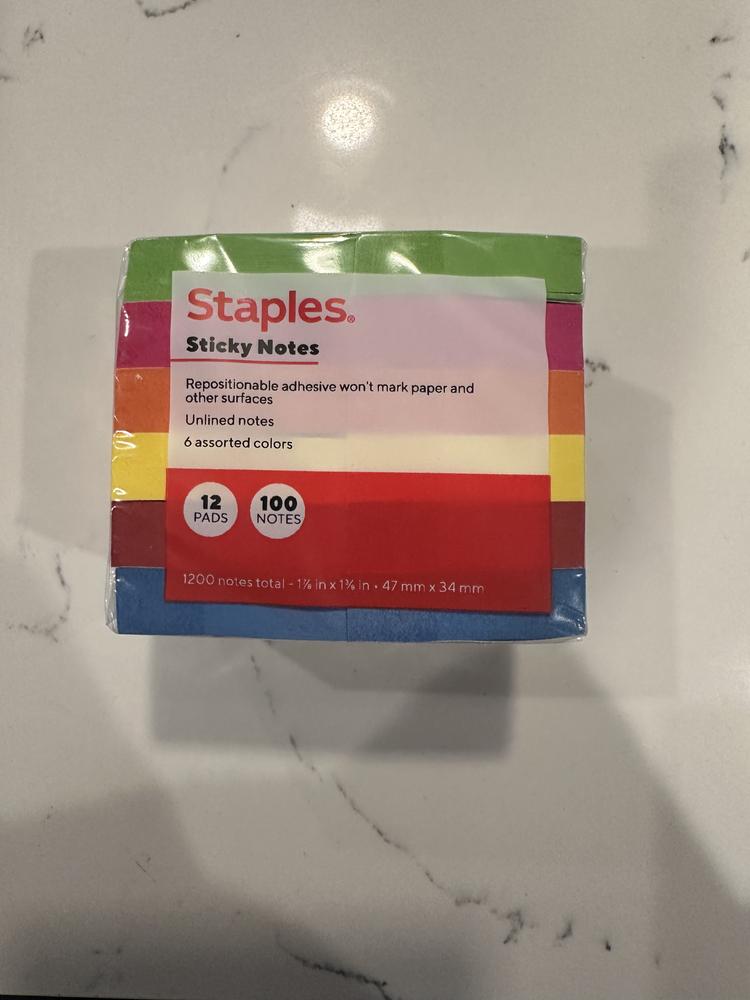 Staples®
Sticky Notes
Repositionable adhesive won't mark paper and
other surfaces
Unlined notes
6 assorted colors
12 100
PADS NOTES
1200 notes total - 1⅞ in x 1⅜ in • 47 mm x 34 mm